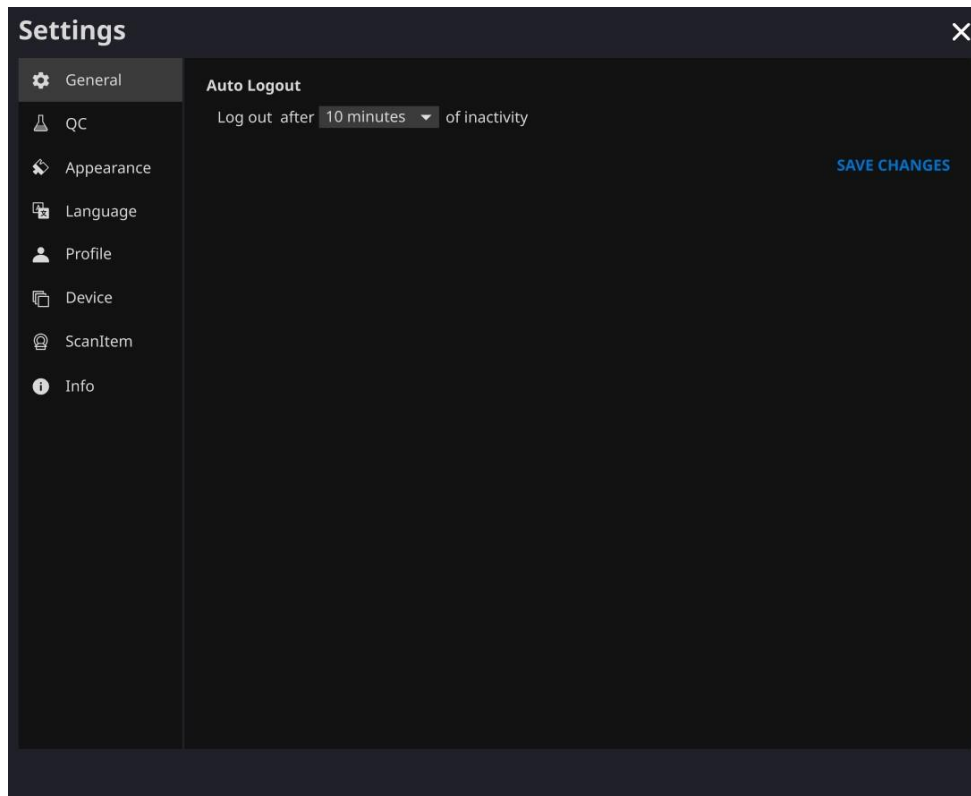 Settings
General
QC
Appearance
Language
Profile
Device
ScanItem
Info
Auto Logout
Log out after 10 minutes of inactivity
SAVE CHANGES